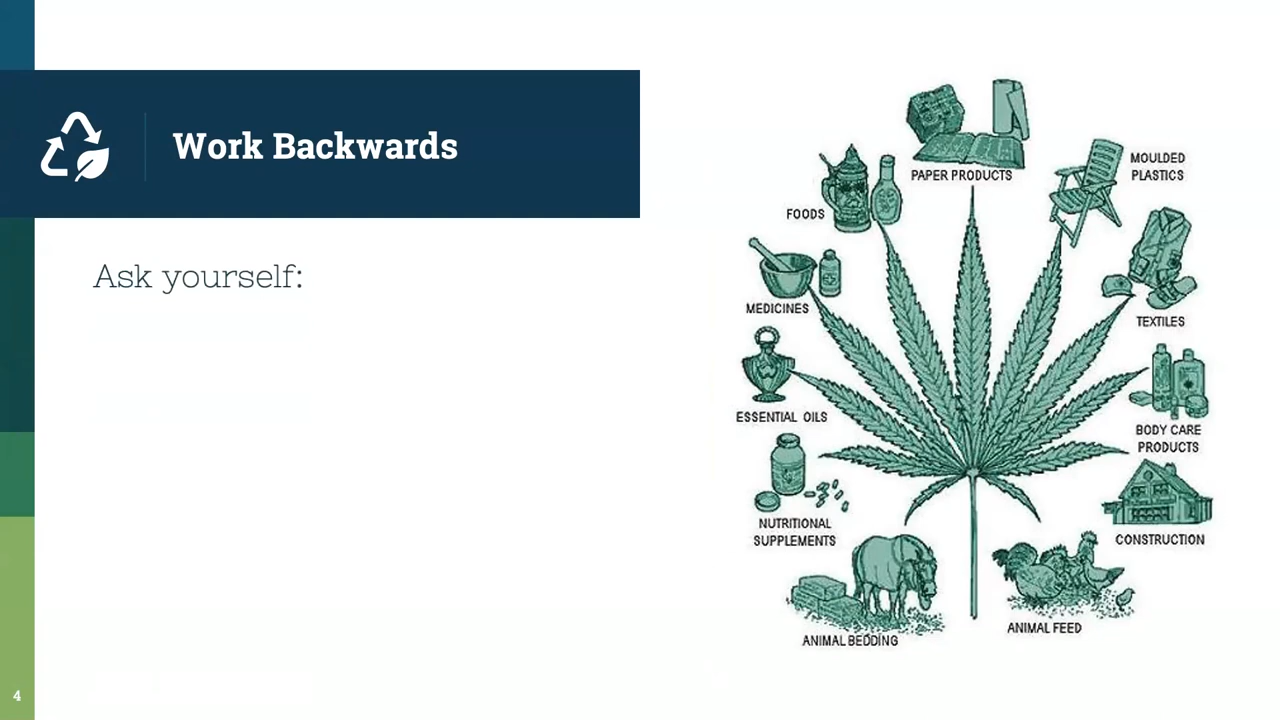 Work Backwards
Ask yourself:
PAPER PRODUCTS
MOULDED
PLASTICS
FOODS
MEDICINES
TEXTILES
ESSENTIAL OILS
BODY CARE
PRODUCTS
NUTRITIONAL
SUPPLEMENTS
CONSTRUCTION
ANIMAL BEDDING
ANIMAL FEED
4